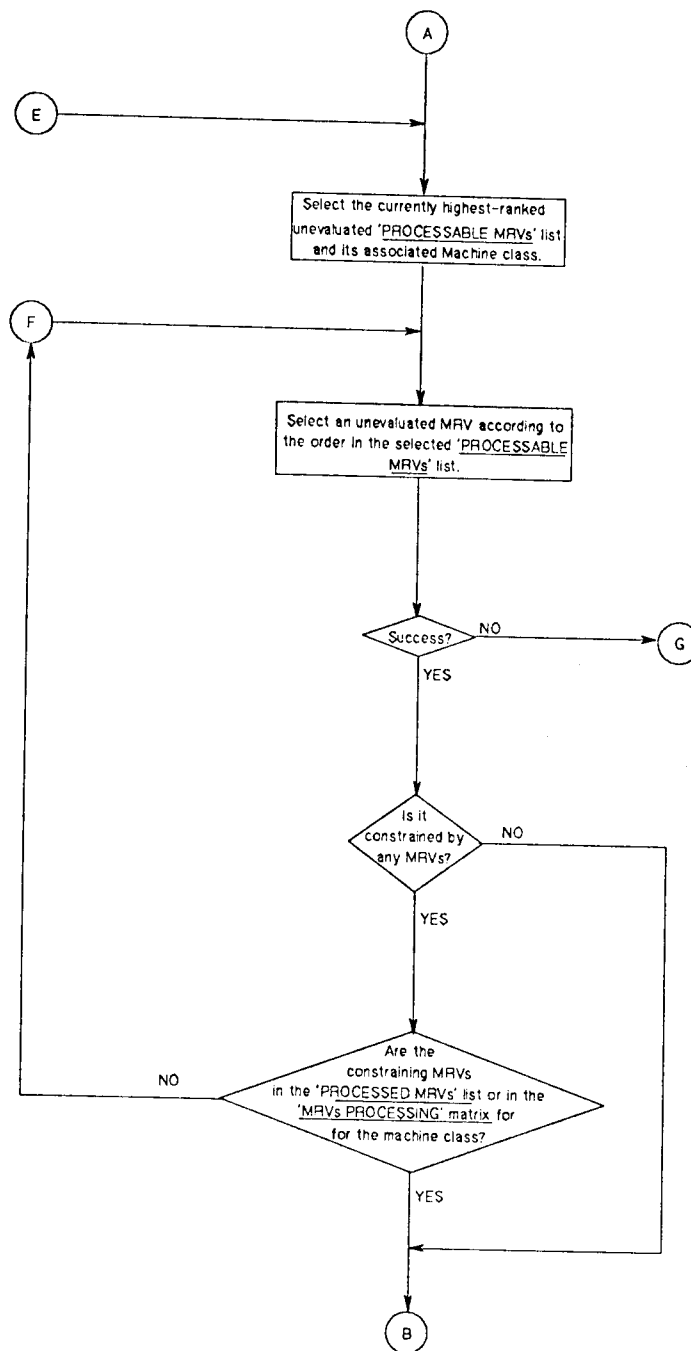 A
E
Select the currently highest-ranked
unevaluated 'PROCESSABLE MRVs' list
and its associated Machine class.
F
Select an unevaluated MRV according to
the order in the selected 'PROCESSABLE
MRVs' list.
Success?
NO
G
YES
Is it
constrained by
any MRVs?
NO
YES
Are the
constraining MRVs
in the 'PROCESSED MRVs' list or in the
'MRVs PROCESSING' matrix for
for the machine class?
NO
YES
B